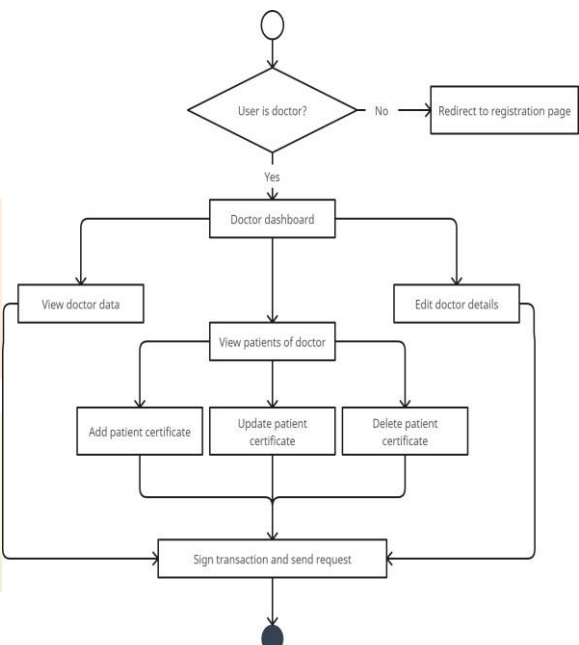 User is doctor?
No
Redirect to registration page
Yes
Doctor dashboard
View doctor data
Edit doctor details
View patients of doctor
Add patient certificate
Update patient
certificate
Delete patient
certificate
Sign transaction and send request